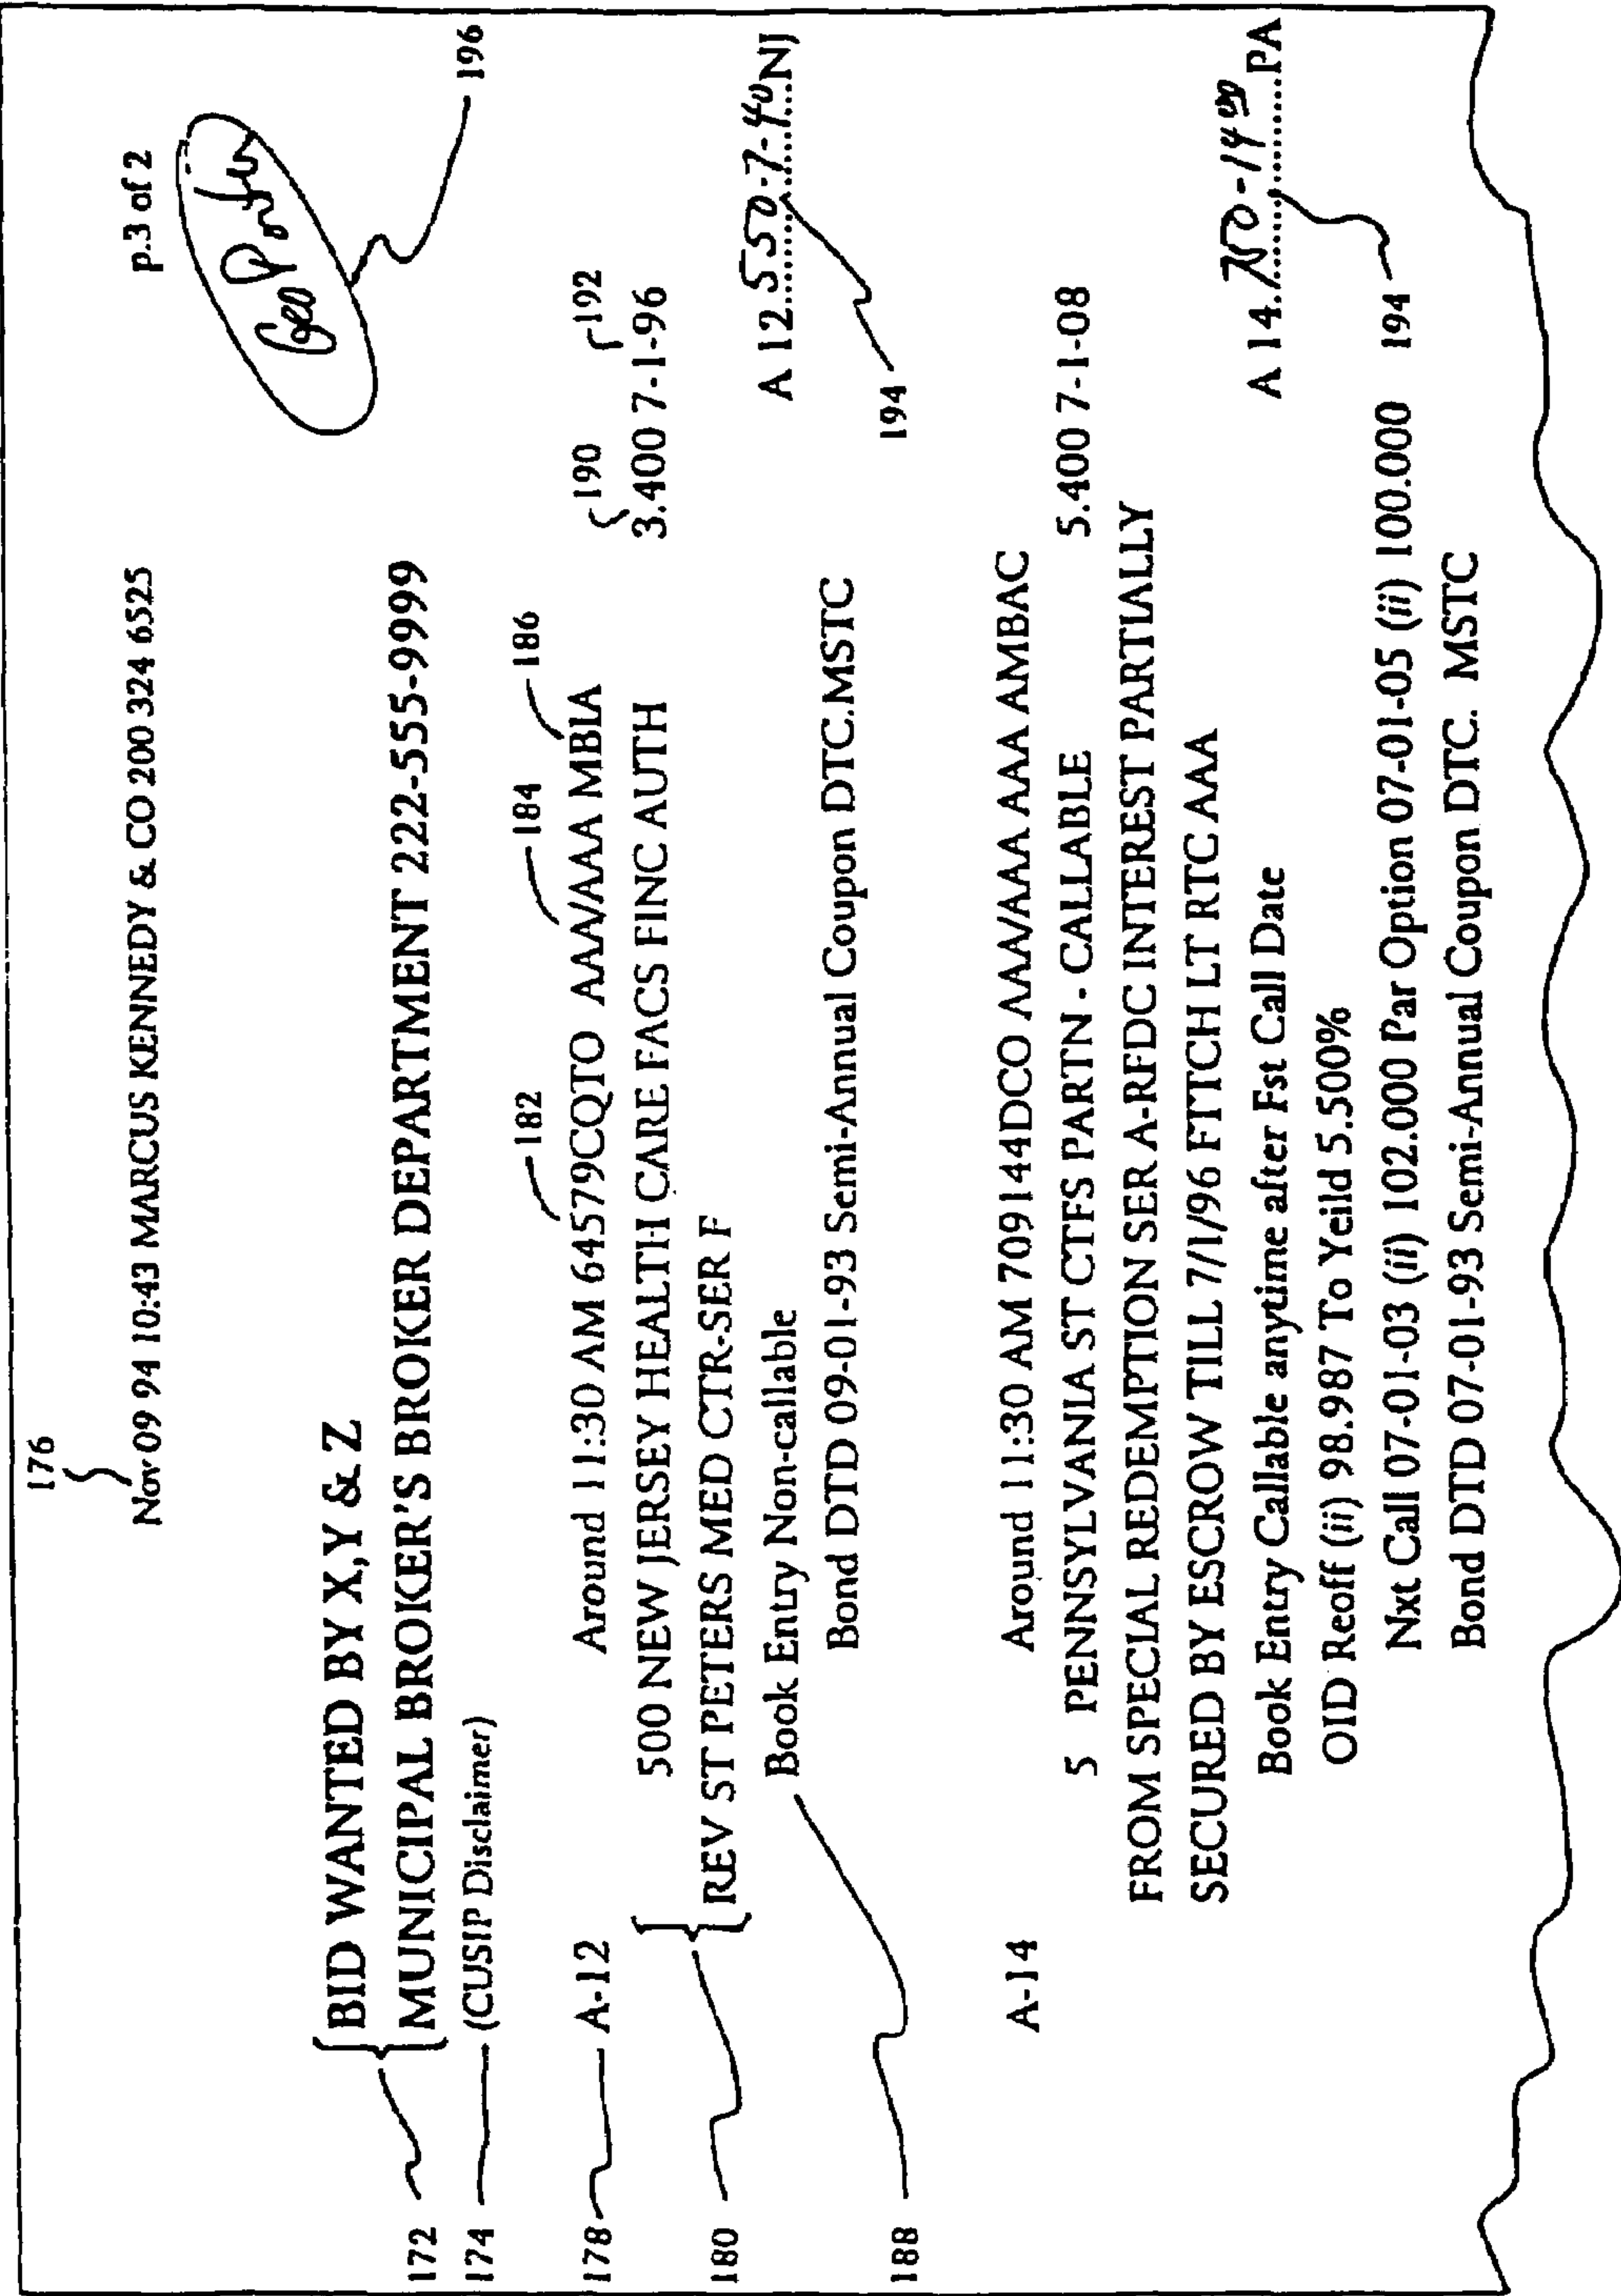 176
Nov 09 94 10:43 MARCUS KENNEDY & CO 200 324 6525 p.3 of 2
196
172 BID WANTED BY X,Y & Z
MUNICIPAL BROKER'S BROKER DEPARTMENT 222-555-9999
174 (CUSIP Disclaimer)
182 184 186 190 192
178 A-12 Around 11:30 AM 64579CQTO AAA/AAA MBIA
180 500 NEW JERSEY HEALTH CARE FACS FINC AUTH 3.400 7-1-96
REV ST PETERS MED CTR-SER F
Book Entry Non-callable A 12.550-7-40 NJ
188 Bond DTD 09-01-93 Semi-Annual Coupon DTC.MSTC 194
A-14 Around 11:30 AM 709144DCO AAA/AAA AAA AMBAC
5 PENNSYLVANIA ST CTFS PARTN - CALLABLE 5.400 7-1-08
FROM SPECIAL REDEMPTION SER A-RFDC INTEREST PARTIALLY
SECURED BY ESCROW TILL 7/1/96 FITCH LT RTC AAA
Book Entry Callable anytime after Fst Call Date A 14. PA
OID Reoff (ii) 98.987 To Yeild 5.500%
Nxt Call 07-01-03 (ii) 102.000 Par Option 07-01-05 (ii) 100.000 194
Bond DTD 07-01-93 Semi-Annual Coupon DTC. MSTC